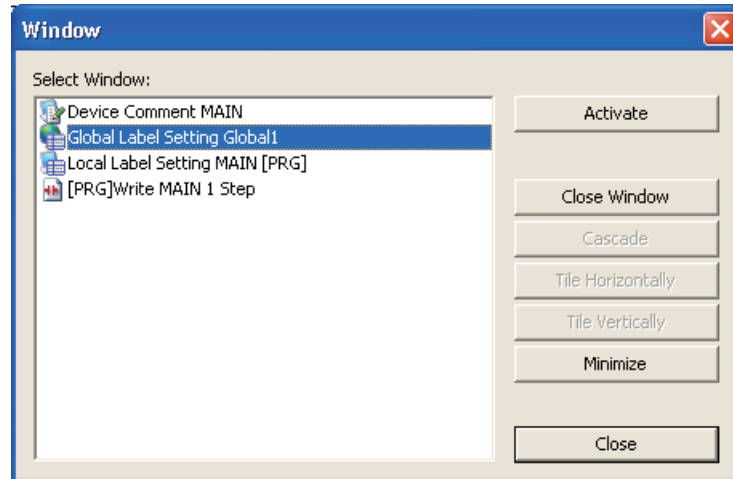 Window
Select Window:
Device Comment MAIN
Global Label Setting Global1
Local Label Setting MAIN [PRG]
[PRG]Write MAIN 1 Step
Activate
Close Window
Cascade
Tile Horizontally
Tile Vertically
Minimize
Close